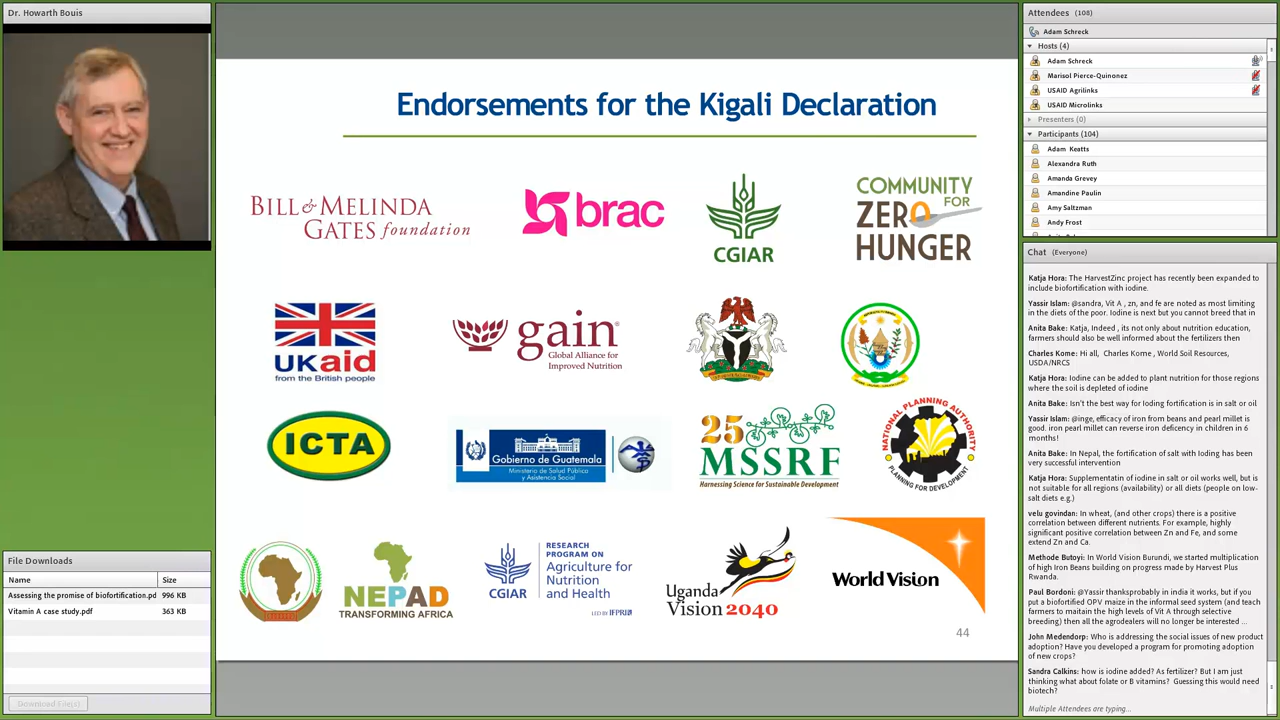 Dr. Howarth Bouis
Endorsements for the Kigali Declaration
BILL & MELINDA
GATES foundation
brac
CGIAR
COMMUNITY
FOR
ZERO
HUNGER
UKaid
from the British people
gain®
Global Alliance for
Improved Nutrition
ICTA
Gobierno de Guatemala
Ministerio de Salud Pública
y Asistencia Social
25
MSSRF
Harnessing Science for Sustainable Development
NATIONAL PLANNING AUTHORITY
PLANNING FOR DEVELOPMENT
NEPAD
TRANSFORMING AFRICA
CGIAR
RESEARCH
PROGRAM ON
Agriculture for
Nutrition
and Health
LED BY IFPRI
Uganda
Vision 2040
World Vision
44
File Downloads
Name
Size
Assessing the promise of biofortification.pd
996 KB
Vitamin A case study.pdf
363 KB
Download File(s)
Attendees (108)
Adam Schreck
Hosts (4)
Adam Schreck
Marisol Pierce-Quinonez
USAID Agrilinks
USAID Microlinks
Presenters (0)
Participants (104)
Adam Keatts
Alexandra Ruth
Amanda Grevey
Amandine Paulin
Amy Saltzman
Andy Frost
Chat (Everyone)
Katja Hora: The HarvestZinc project has recently been expanded to
include biofortification with iodine.
Yassir Islam: @sandra, Vit A , zn, and fe are noted as most limiting
in the diets of the poor. Iodine is next but you cannot breed that in
Anita Bake: Katja, Indeed , its not only about nutrition education,
farmers should also be well informed about the fertilizers then
Charles Kome: Hi all, Charles Kome , World Soil Resources,
USDA/NRCS
Katja Hora: Iodine can be added to plant nutrition for those regions
where the soil is depleted of iodine
Anita Bake: Isn't the best way for Ioding fortification is in salt or oil
Yassir Islam: @inge, efficacy of iron from beans and pearl millet is
good. iron pearl millet can reverse iron deficency in children in 6
months!
Anita Bake: In Nepal, the fortification of salt with Ioding has been
very successful intervention
Katja Hora: Supplementatin of iodine in salt or oil works well, but is
not suitable for all regions (availability) or all diets (people on low-
salt diets e.g.)
velu govindan: In wheat, (and other crops) there is a positive
correlation between different nutrients. For example, highly
significant positive correlation between Zn and Fe, and some
extend Zn and Ca.
Methode Butoyi: In World Vision Burundi, we started multiplication
of high Iron Beans building on progress made by Harvest Plus
Rwanda.
Paul Bordoni: @Yassir thanksprobably in india it works, but if you
put a biofortified OPV maize in the informal seed system (and teach
farmers to maitain the high levels of Vit A through selective
breeding) then all the agrodealers will no longer be interested ...
John Medendorp: Who is addressing the social issues of new product
adoption? Have you developed a program for promoting adoption
of new crops?
Sandra Calkins: how is iodine added? As fertilizer? But I am just
thinking what about folate or B vitamins? Guessing this would need
biotech?
Multiple Attendees are typing...